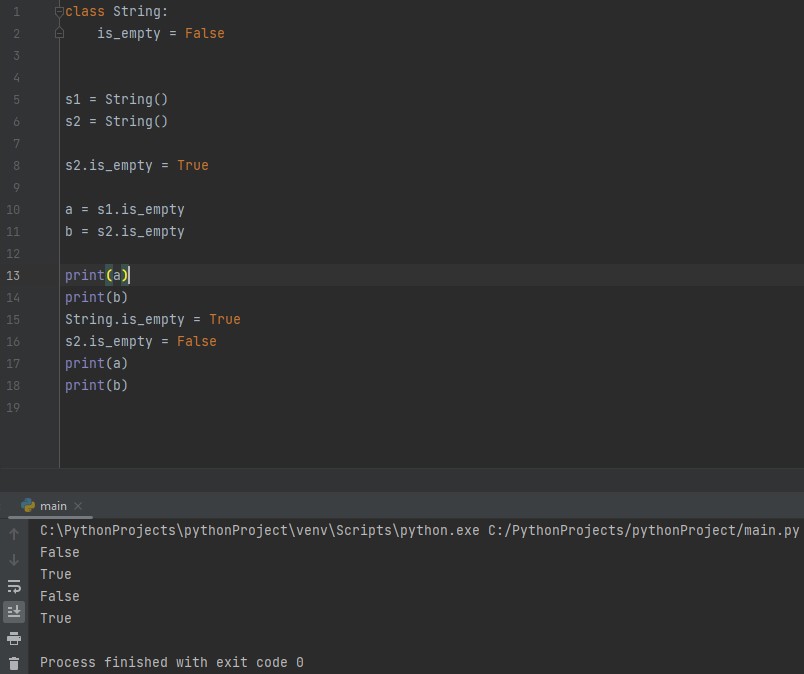 1 class String:
2     is_empty = False
3
4
5 s1 = String()
6 s2 = String()
7
8 s2.is_empty = True
9
10 a = s1.is_empty
11 b = s2.is_empty
12
13 print(a)
14 print(b)
15 String.is_empty = True
16 s2.is_empty = False
17 print(a)
18 print(b)
19
main
C:\PythonProjects\pythonProject\venv\Scripts\python.exe C:/PythonProjects/pythonProject/main.py
False
True
False
True
Process finished with exit code 0